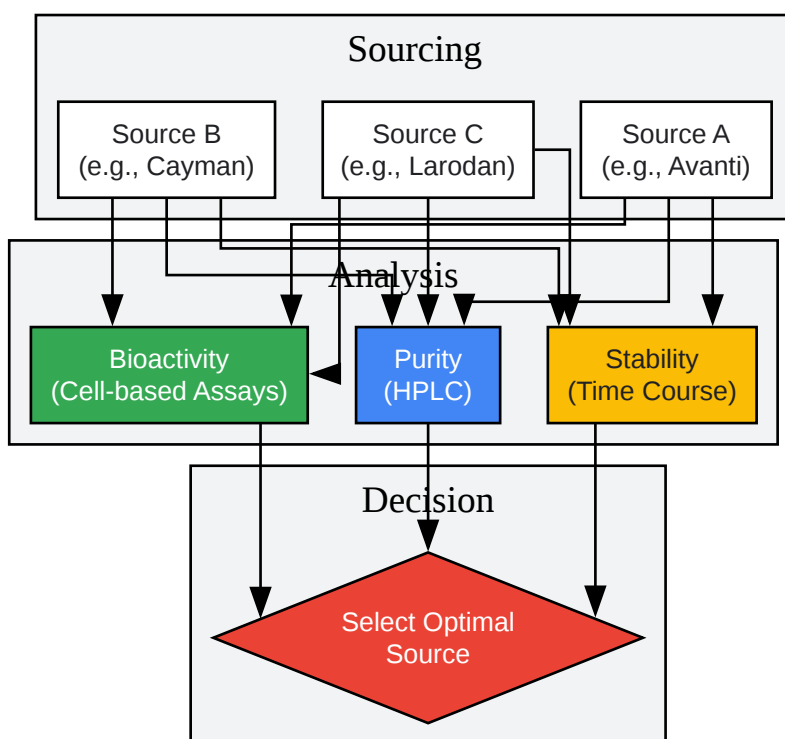 Sourcing
Source B
(e.g., Cayman)
Source C
(e.g., Larodan)
Source A
(e.g., Avanti)
Analysis
Bioactivity
(Cell-based Assays)
Purity
(HPLC)
Stability
(Time Course)
Decision
Select Optimal
Source